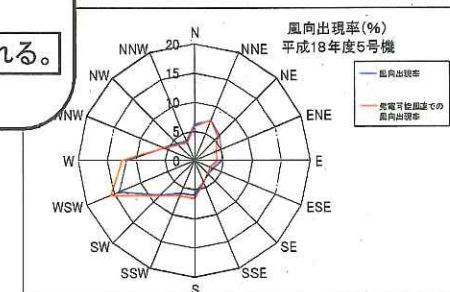 れる。
風向出現率(%)
平成18年度5号機
風向出現率
発電可能風速での
風向出現率
N
NNE
NE
ENE
E
ESE
SE
SSE
S
SSW
SW
WSW
W
WNW
NW
NNW
20
15
10
5
0